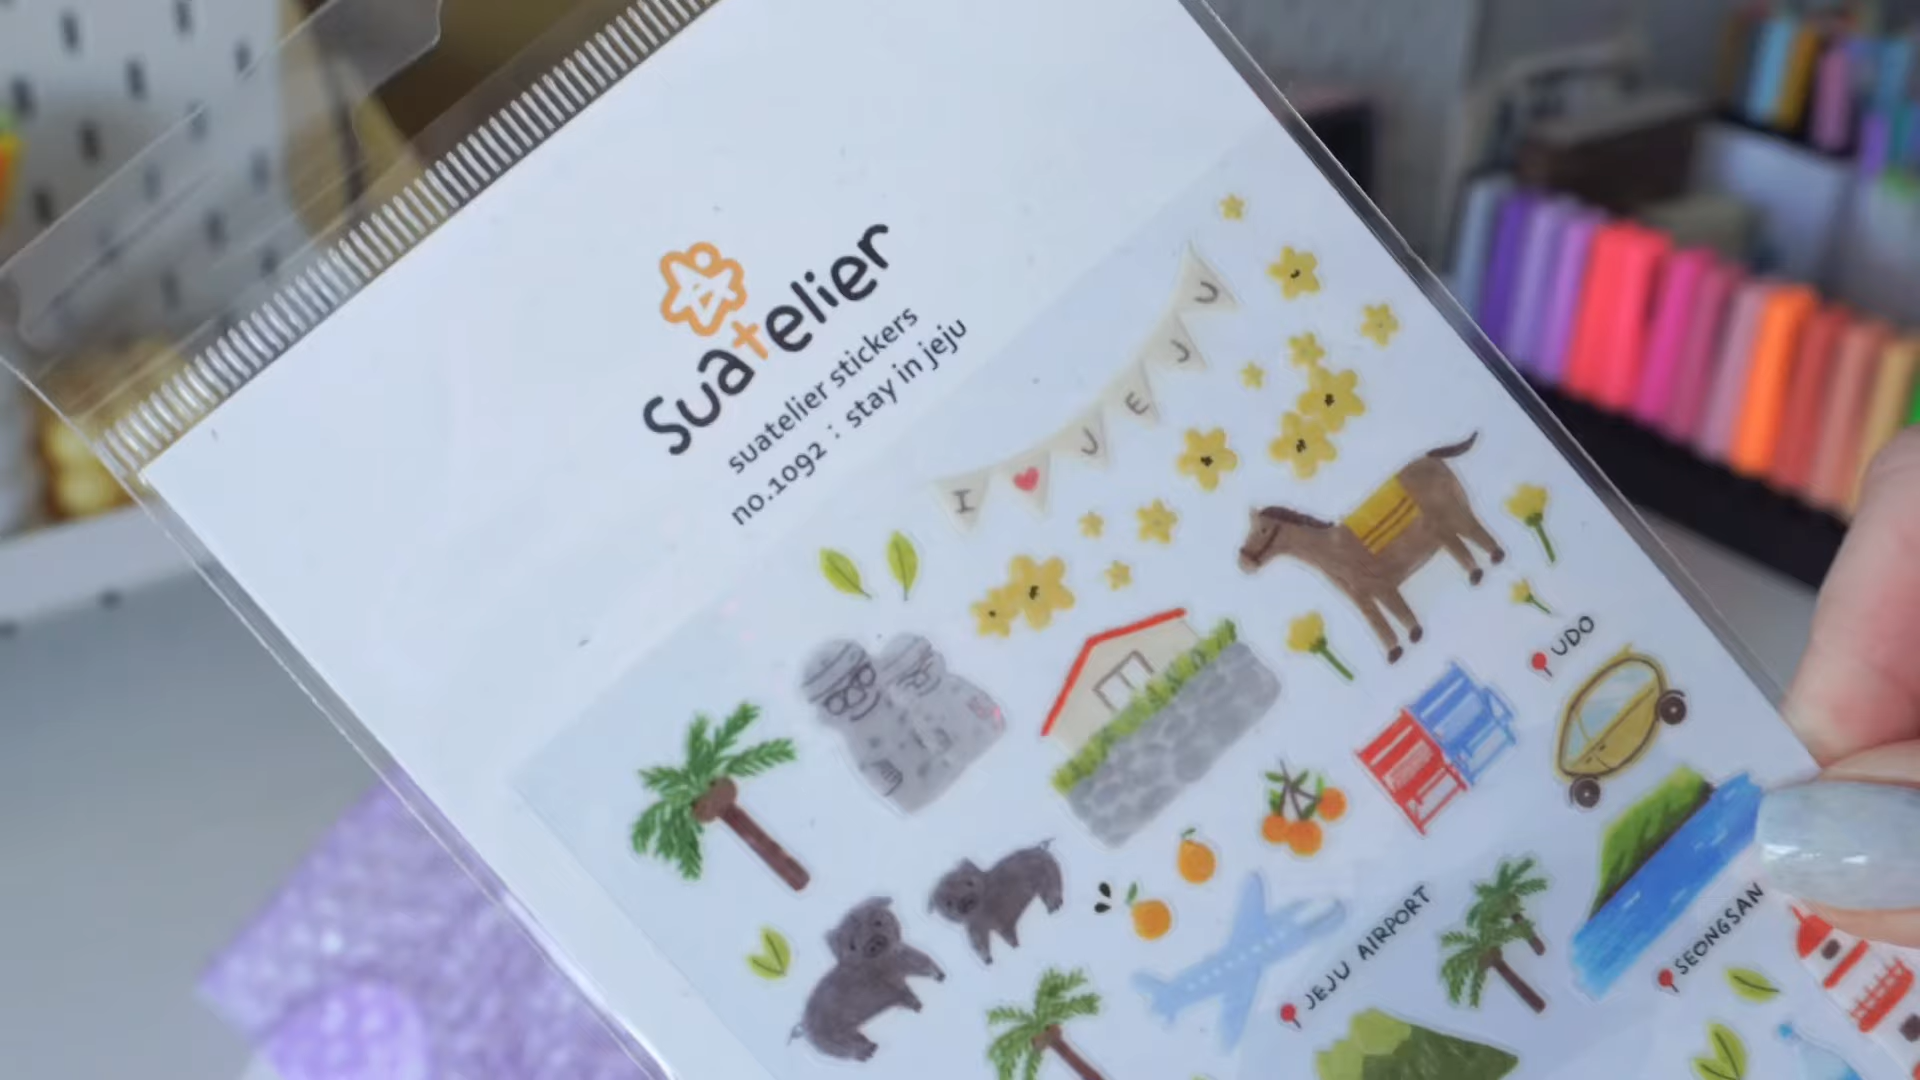 Suatelier
suatelier stickers
no.1092 : stay in jeju
I ♥ JEJU
UDO
JEJU AIRPORT
SEONGSAN